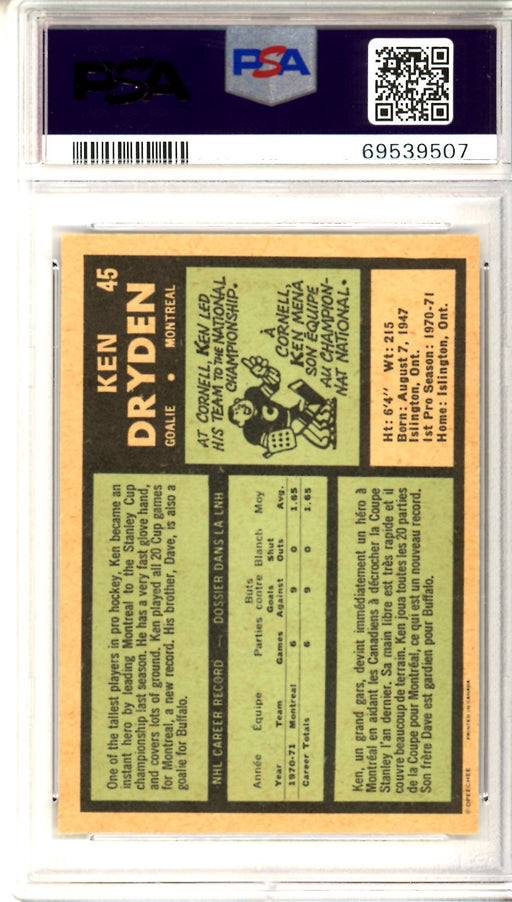 PSA
PSA
69539507
KEN 45
DRYDEN
GOALIE • MONTREAL
AT CORNELL KEN LED
HIS TEAM TO THE NATIONAL
CHAMPIONSHIP.
À
CORNELL,
KEN MENA
SON ÉQUIPE
AU CHAMPION-
NAT NATIONAL.
C
Ht: 6'4" Wt: 215
Born: August 7, 1947
Islington, Ont.
1st Pro Season: 1970-71
Home: Islington, Ont.
One of the tallest players in pro hockey, Ken became an
instant hero by leading Montreal to the Stanley Cup
championship last season. He has a very fast glove hand,
and covers lots of ground. Ken played all 20 Cup games
for Montreal, a new record. His brother, Dave, is also a
goalie for Buffalo.
NHL CAREER RECORD — DOSSIER DANS LA LNH
Année Équipe Parties Buts contre Blanch Moy
Year Team Games Goals Against Shut Outs Avg.
1970-71 Montreal 6 9 0 1.65
Career Totals 6 9 0 1.65
Ken, un grand gars, devint immédiatement un héro à
Montréal en aidant les Canadiens à décrocher la Coupe
Stanley l'an dernier. Sa main libre est très rapide et il
couvre beaucoup de terrain. Ken joua toutes les 20 parties
de la Coupe pour Montréal, ce qui est un nouveau record.
Son frère Dave est gardien pour Buffalo.
©OPEECHEE PRINTED IN CANADA